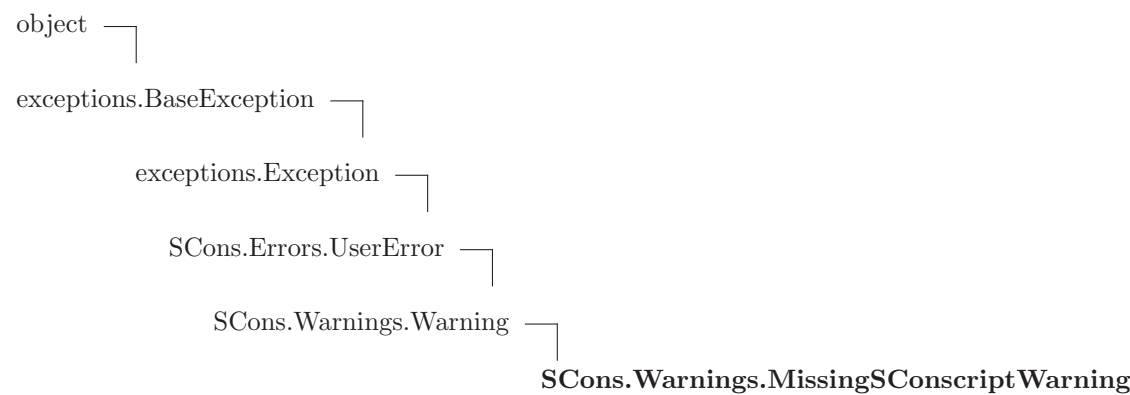 object
exceptions.BaseException
exceptions.Exception
SCons.Errors.UserError
SCons.Warnings.Warning
SCons.Warnings.MissingSConscriptWarning